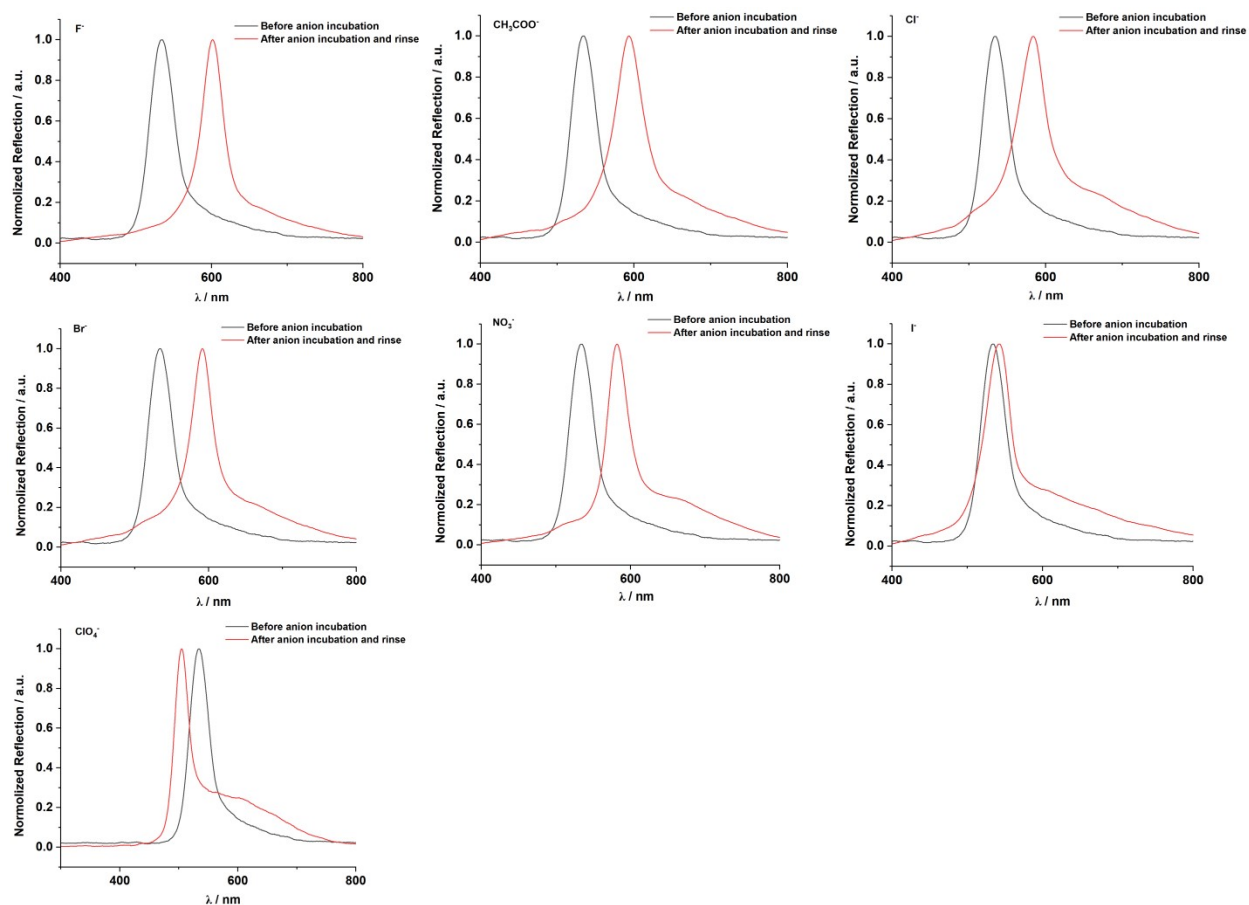 F⁻
Before anion incubation
After anion incubation and rinse
Normalized Reflection / a.u.
1.0
0.8
0.6
0.4
0.2
0.0
400
600
800
λ / nm
CH₃COO⁻
Before anion incubation
After anion incubation and rinse
Normalized Reflection / a.u.
1.0
0.8
0.6
0.4
0.2
0.0
400
600
800
λ / nm
Cl⁻
Before anion incubation
After anion incubation and rinse
Normalized Reflection / a.u.
1.0
0.8
0.6
0.4
0.2
0.0
400
600
800
λ / nm
Br⁻
Before anion incubation
After anion incubation and rinse
Normalized Reflection / a.u.
1.0
0.8
0.6
0.4
0.2
0.0
400
600
800
λ / nm
NO₃⁻
Before anion incubation
After anion incubation and rinse
Normalized Reflection / a.u.
1.0
0.8
0.6
0.4
0.2
0.0
400
600
800
λ / nm
I⁻
Before anion incubation
After anion incubation and rinse
Normalized Reflection / a.u.
1.0
0.8
0.6
0.4
0.2
0.0
400
600
800
λ / nm
ClO₄⁻
Before anion incubation
After anion incubation and rinse
Normalized Reflection / a.u.
1.0
0.8
0.6
0.4
0.2
0.0
400
600
800
λ / nm